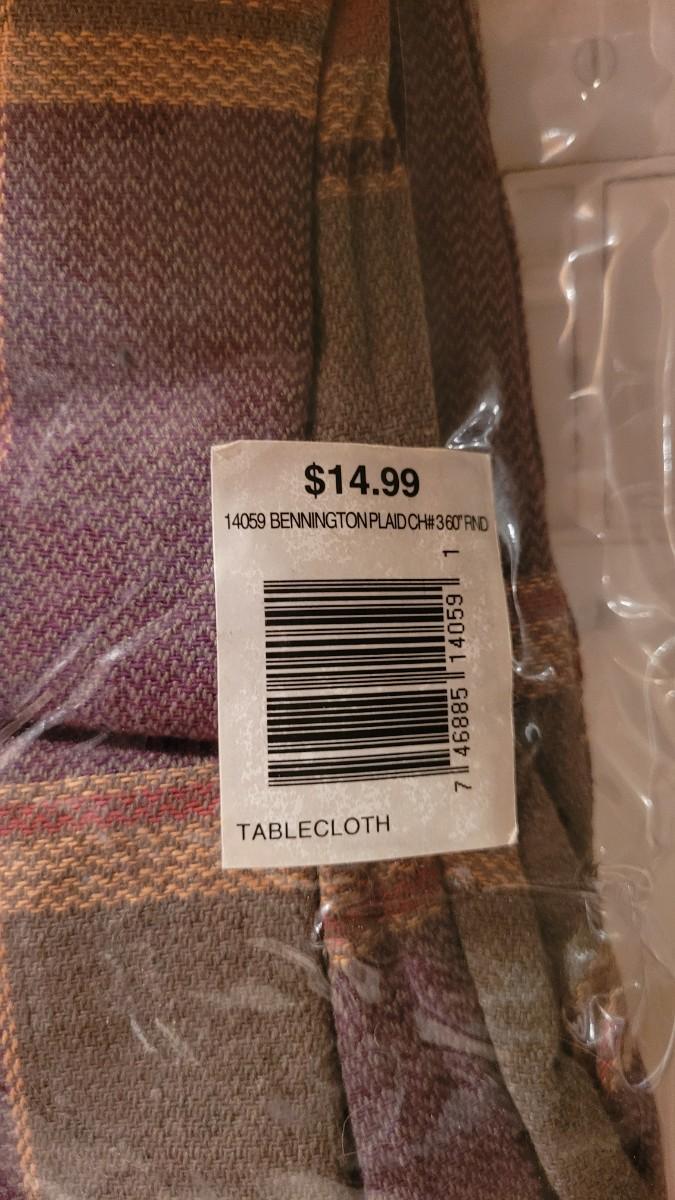 $14.99
14059 BENNINGTON PLAID CH# 3 60" RND
7 46885 14059 1
TABLECLOTH